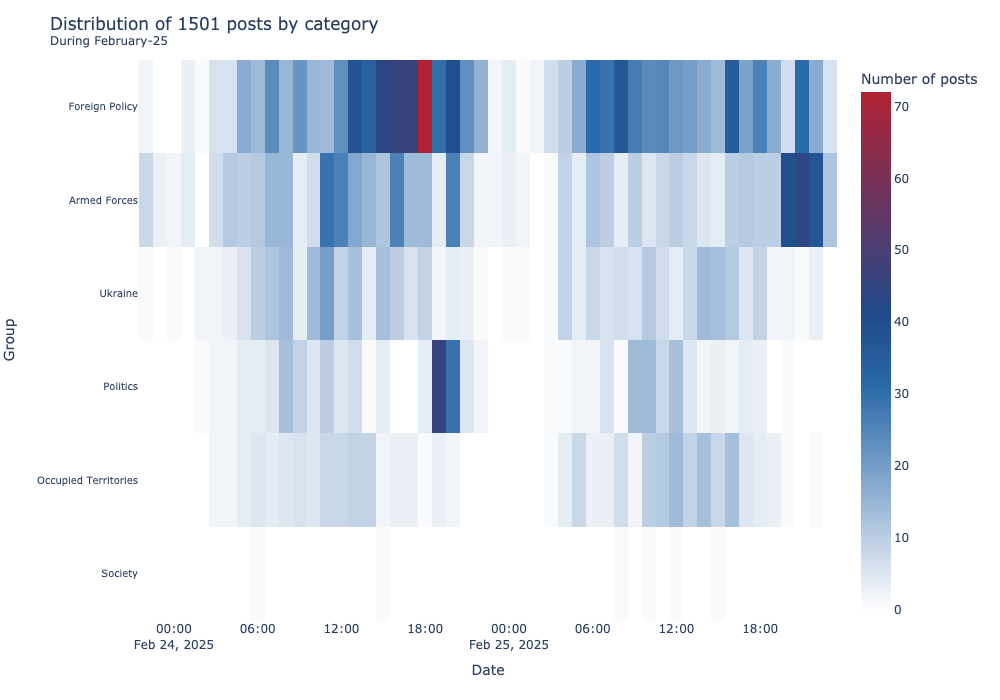 Distribution of 1501 posts by category
During February-25
Number of posts
Foreign Policy
Armed Forces
Ukraine
Politics
Occupied Territories
Society
Group
70
60
50
40
30
20
10
0
00:00 06:00 12:00 18:00 00:00 06:00 12:00 18:00
Feb 24, 2025 Feb 25, 2025
Date